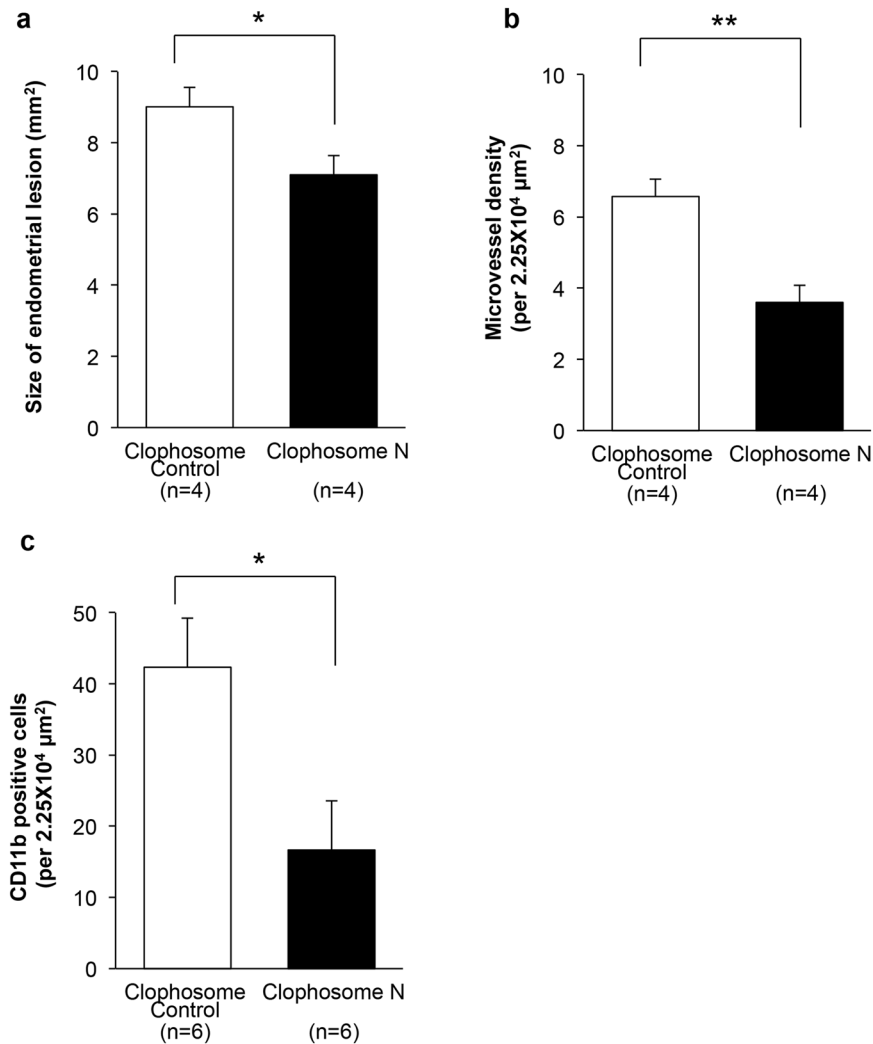 a
*
Size of endometrial lesion (mm²)
10
8
6
4
2
0
Clophosome
Control
(n=4)
Clophosome N
(n=4)
b
**
Microvessel density
(per 2.25X10⁴ µm²)
10
8
6
4
2
0
Clophosome
Control
(n=4)
Clophosome N
(n=4)
c
*
CD11b positive cells
(per 2.25X10⁴ µm²)
50
40
30
20
10
0
Clophosome
Control
(n=6)
Clophosome N
(n=6)